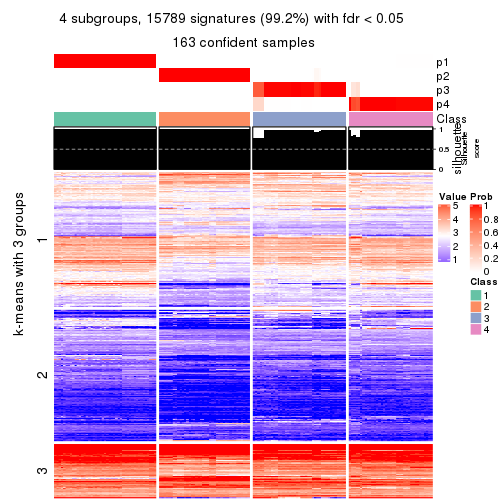 4 subgroups, 15789 signatures (99.2%) with fdr < 0.05
163 confident samples
p1
p2
p3
p4
Class
1
0.5
0
silhouette
Silhouette
score
k-means with 3 groups
1
2
3
Value
5
4
3
2
1
Prob
1
0.8
0.6
0.4
0.2
0
Class
1
2
3
4